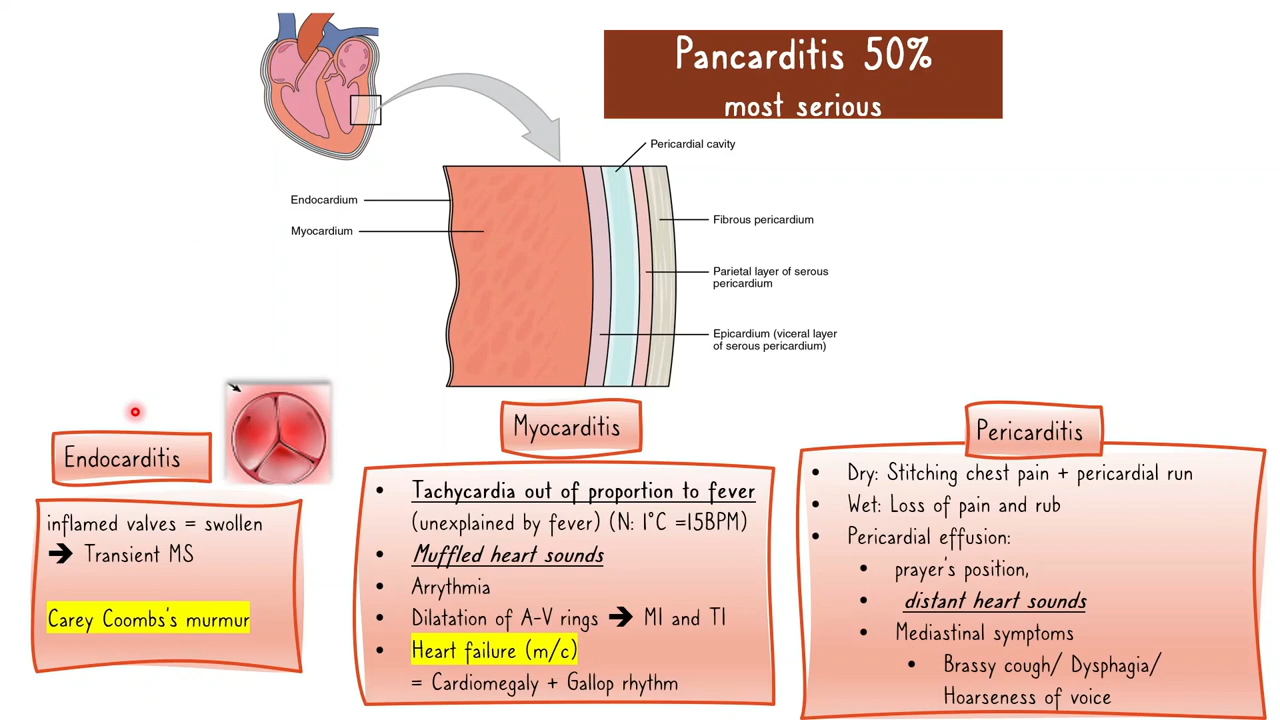 Pancarditis 50%
most serious
Pericardial cavity
Endocardium
Myocardium
Fibrous pericardium
Parietal layer of serous
pericardium
Epicardium (viceral layer
of serous pericardium)
Endocarditis
inflamed valves = swollen
➔ Transient MS
Carey Coombs's murmur
Myocarditis
• Tachycardia out of proportion to fever
(unexplained by fever) (N: 1°C =15BPM)
• Muffled heart sounds
• Arrythmia
• Dilatation of A-V rings ➔ MI and TI
• Heart failure (m/c)
= Cardiomegaly + Gallop rhythm
Pericarditis
• Dry: Stitching chest pain + pericardial run
• Wet: Loss of pain and rub
• Pericardial effusion:
• prayer's position,
• distant heart sounds
• Mediastinal symptoms
• Brassy cough/ Dysphagia/
Hoarseness of voice